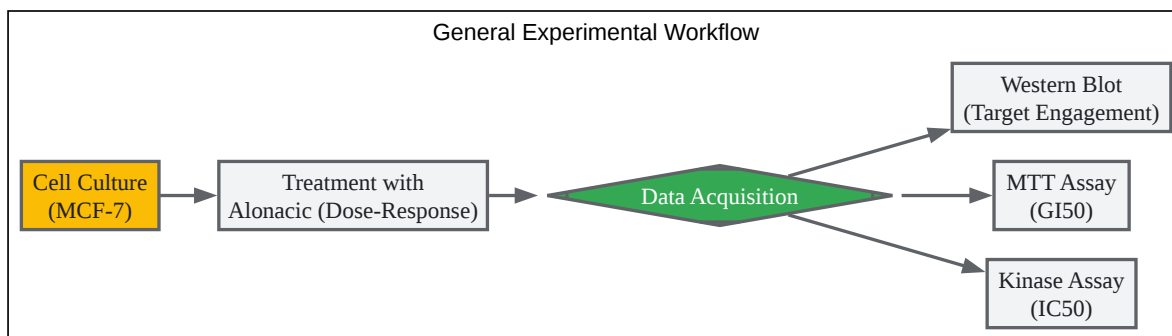 General Experimental Workflow
Western Blot
(Target Engagement)
Cell Culture
(MCF-7)
Treatment with
Alonacic (Dose-Response)
Data Acquisition
MTT Assay
(GI50)
Kinase Assay
(IC50)